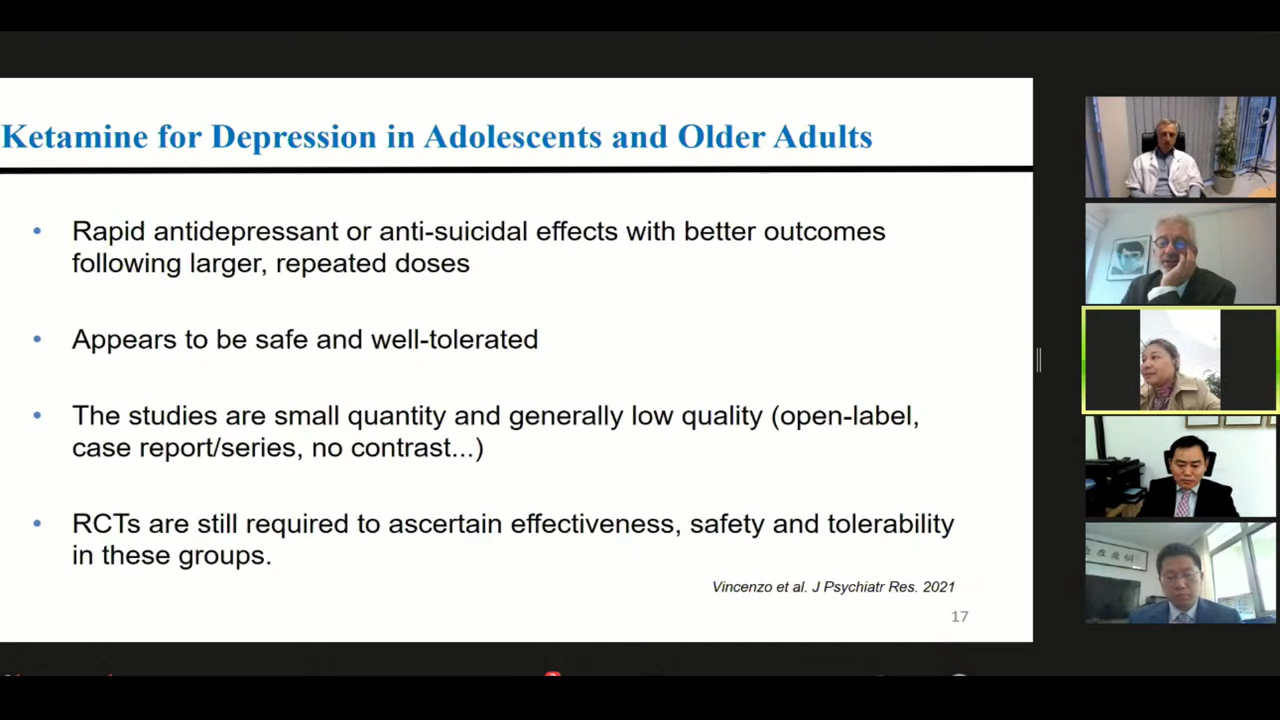 Ketamine for Depression in Adolescents and Older Adults
• Rapid antidepressant or anti-suicidal effects with better outcomes
following larger, repeated doses
• Appears to be safe and well-tolerated
• The studies are small quantity and generally low quality (open-label,
case report/series, no contrast...)
• RCTs are still required to ascertain effectiveness, safety and tolerability
in these groups.
Vincenzo et al. J Psychiatr Res. 2021
17